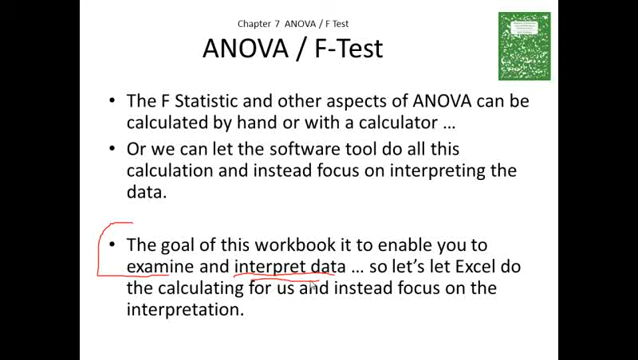 Chapter 7 ANOVA / F Test
ANOVA / F-Test
• The F Statistic and other aspects of ANOVA can be
calculated by hand or with a calculator …
• Or we can let the software tool do all this
calculation and instead focus on interpreting the
data.
• The goal of this workbook it to enable you to
examine and interpret data … so let's let Excel do
the calculating for us and instead focus on the
interpretation.